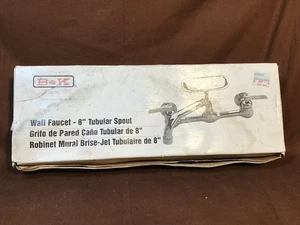 B&K
Wall Faucet - 8" Tubular Spout
Grifo de Pared Caño Tubular de 8"
Robinet Mural Brise-Jet Tubulaire de 8"